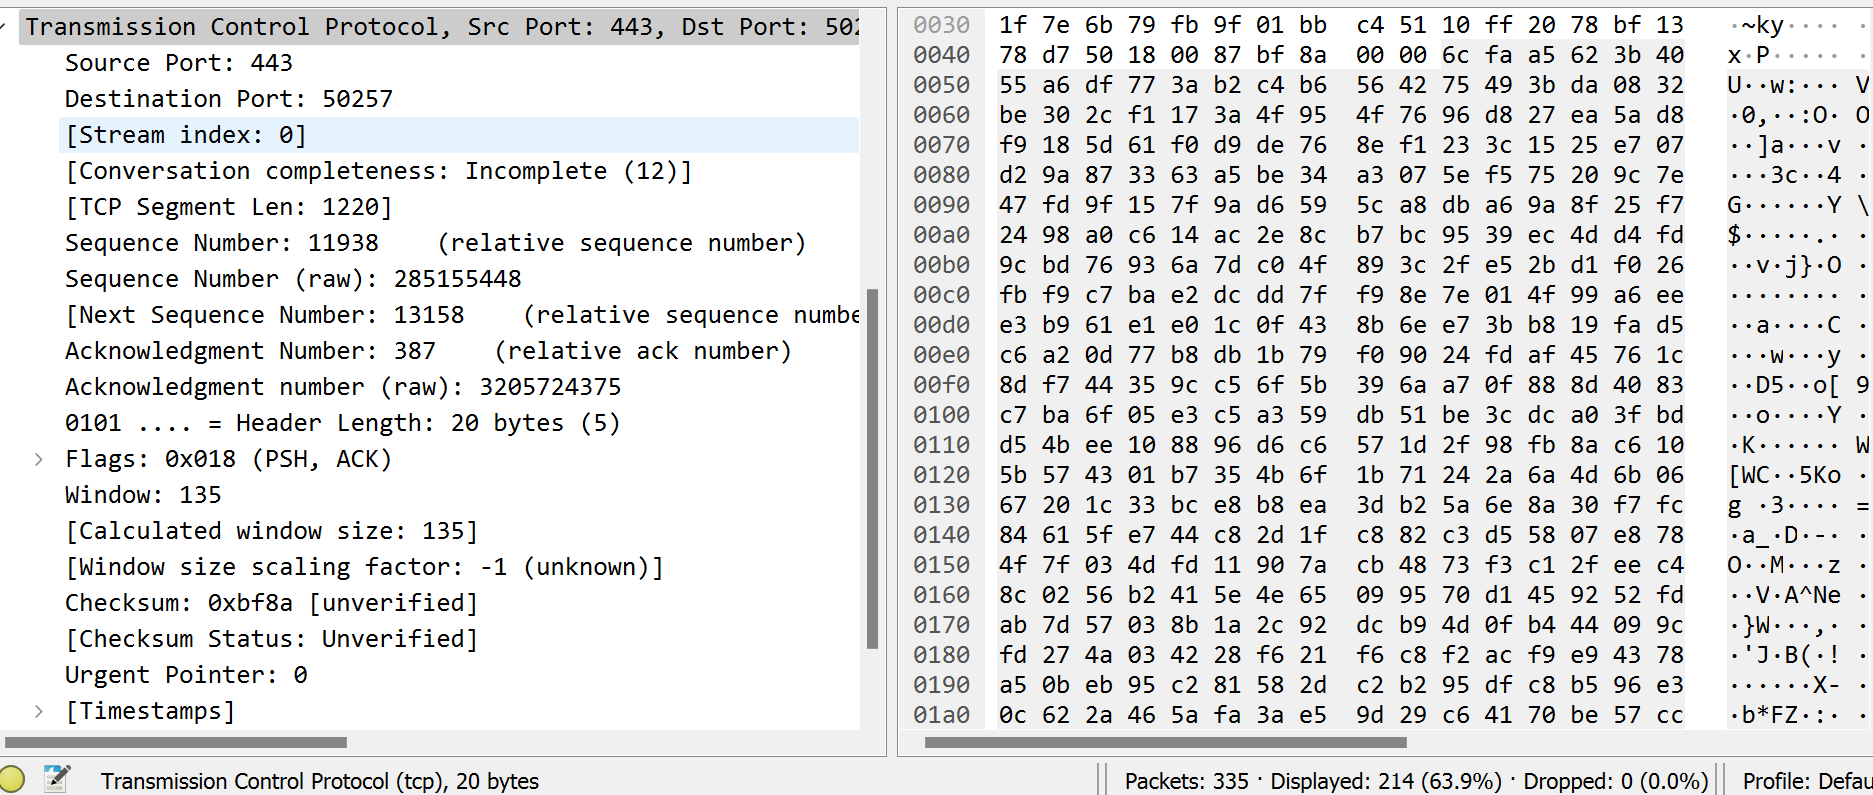 Transmission Control Protocol, Src Port: 443, Dst Port: 502
Source Port: 443
Destination Port: 50257
[Stream index: 0]
[Conversation completeness: Incomplete (12)]
[TCP Segment Len: 1220]
Sequence Number: 11938    (relative sequence number)
Sequence Number (raw): 285155448
[Next Sequence Number: 13158    (relative sequence numbe
Acknowledgment Number: 387    (relative ack number)
Acknowledgment number (raw): 3205724375
0101 .... = Header Length: 20 bytes (5)
Flags: 0x018 (PSH, ACK)
Window: 135
[Calculated window size: 135]
[Window size scaling factor: -1 (unknown)]
Checksum: 0xbf8a [unverified]
[Checksum Status: Unverified]
Urgent Pointer: 0
[Timestamps]
0030 1f 7e 6b 79 fb 9f 01 bb c4 51 10 ff 20 78 bf 13 ·~ky···· ·
0040 78 d7 50 18 00 87 bf 8a 00 00 6c fa a5 62 3b 40 x·P····· ·
0050 55 a6 df 77 3a b2 c4 b6 56 42 75 49 3b da 08 32 U··w:··· V
0060 be 30 2c f1 17 3a 4f 95 4f 76 96 d8 27 ea 5a d8 ·0,··:O· O
0070 f9 18 5d 61 f0 d9 de 76 8e f1 23 3c 15 25 e7 07 ··]a···v ·
0080 d2 9a 87 33 63 a5 be 34 a3 07 5e f5 75 20 9c 7e ···3c··4 ·
0090 47 fd 9f 15 7f 9a d6 59 5c a8 db a6 9a 8f 25 f7 G······Y \
00a0 24 98 a0 c6 14 ac 2e 8c b7 bc 95 39 ec 4d d4 fd $·····.· ·
00b0 9c bd 76 93 6a 7d c0 4f 89 3c 2f e5 2b d1 f0 26 ··v·j}·O ·
00c0 fb f9 c7 ba e2 dc dd 7f f9 8e 7e 01 4f 99 a6 ee ········ ·
00d0 e3 b9 61 e1 e0 1c 0f 43 8b 6e e7 3b b8 19 fa d5 ··a····C ·
00e0 c6 a2 0d 77 b8 db 1b 79 f0 90 24 fd af 45 76 1c ···w···y ·
00f0 8d f7 44 35 9c c5 6f 5b 39 6a a7 0f 88 8d 40 83 ··D5··o[ 9
0100 c7 ba 6f 05 e3 c5 a3 59 db 51 be 3c dc a0 3f bd ··o····Y ·
0110 d5 4b ee 10 88 96 d6 c6 57 1d 2f 98 fb 8a c6 10 ·K······ W
0120 5b 57 43 01 b7 35 4b 6f 1b 71 24 2a 6a 4d 6b 06 [WC··5Ko ·
0130 67 20 1c 33 bc e8 b8 ea 3d b2 5a 6e 8a 30 f7 fc g ·3···· =
0140 84 61 5f e7 44 c8 2d 1f c8 82 c3 d5 58 07 e8 78 ·a_·D·-· ·
0150 4f 7f 03 4d fd 11 90 7a cb 48 73 f3 c1 2f ee c4 O··M···z ·
0160 8c 02 56 b2 41 5e 4e 65 09 95 70 d1 45 92 52 fd ··V·A^Ne ·
0170 ab 7d 57 03 8b 1a 2c 92 dc b9 4d 0f b4 44 09 9c ·}W···,· ·
0180 fd 27 4a 03 42 28 f6 21 f6 c8 f2 ac f9 e9 43 78 ·'J·B(·! ·
0190 a5 0b eb 95 c2 81 58 2d c2 b2 95 df c8 b5 96 e3 ······X- ·
01a0 0c 62 2a 46 5a fa 3a e5 9d 29 c6 41 70 be 57 cc ·b*FZ·:· ·
Transmission Control Protocol (tcp), 20 bytes
Packets: 335 · Displayed: 214 (63.9%) · Dropped: 0 (0.0%)
Profile: Defau